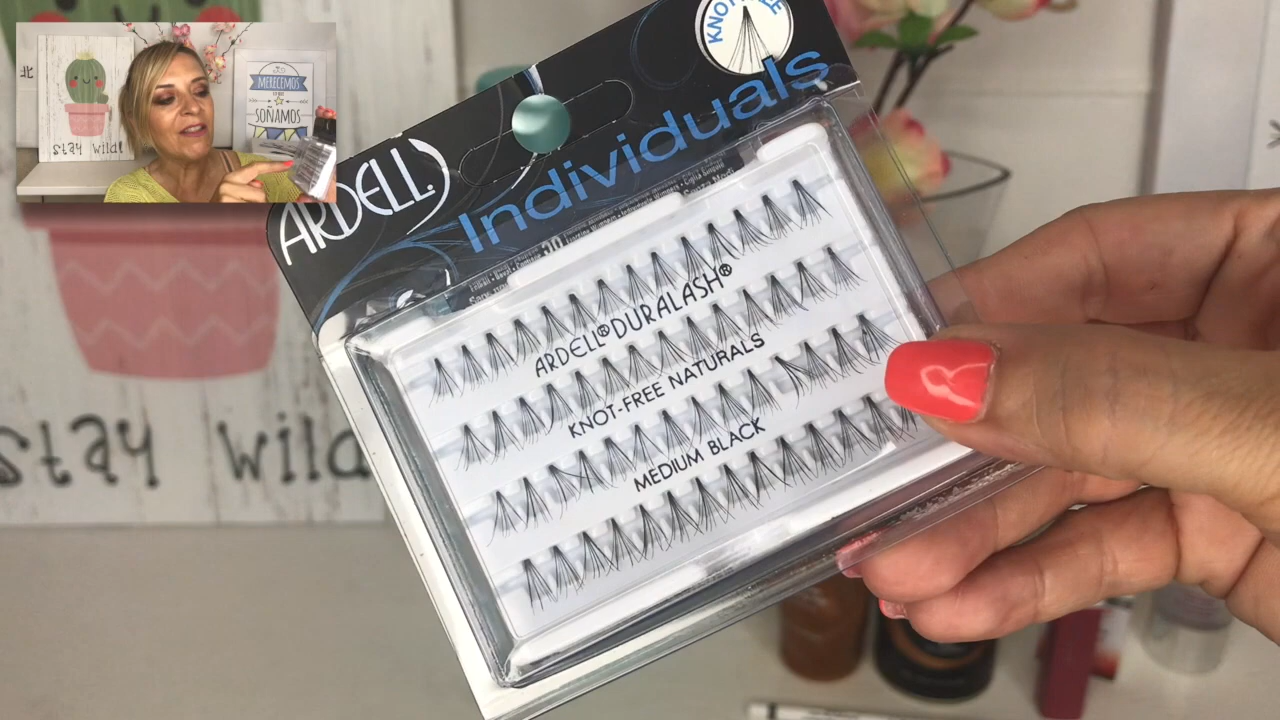 stay wild!
MERECEMOS
SOÑAMOS
ARDELL
Individuals
ARDELL® DURALASH®
KNOT-FREE NATURALS
MEDIUM BLACK
stay wild